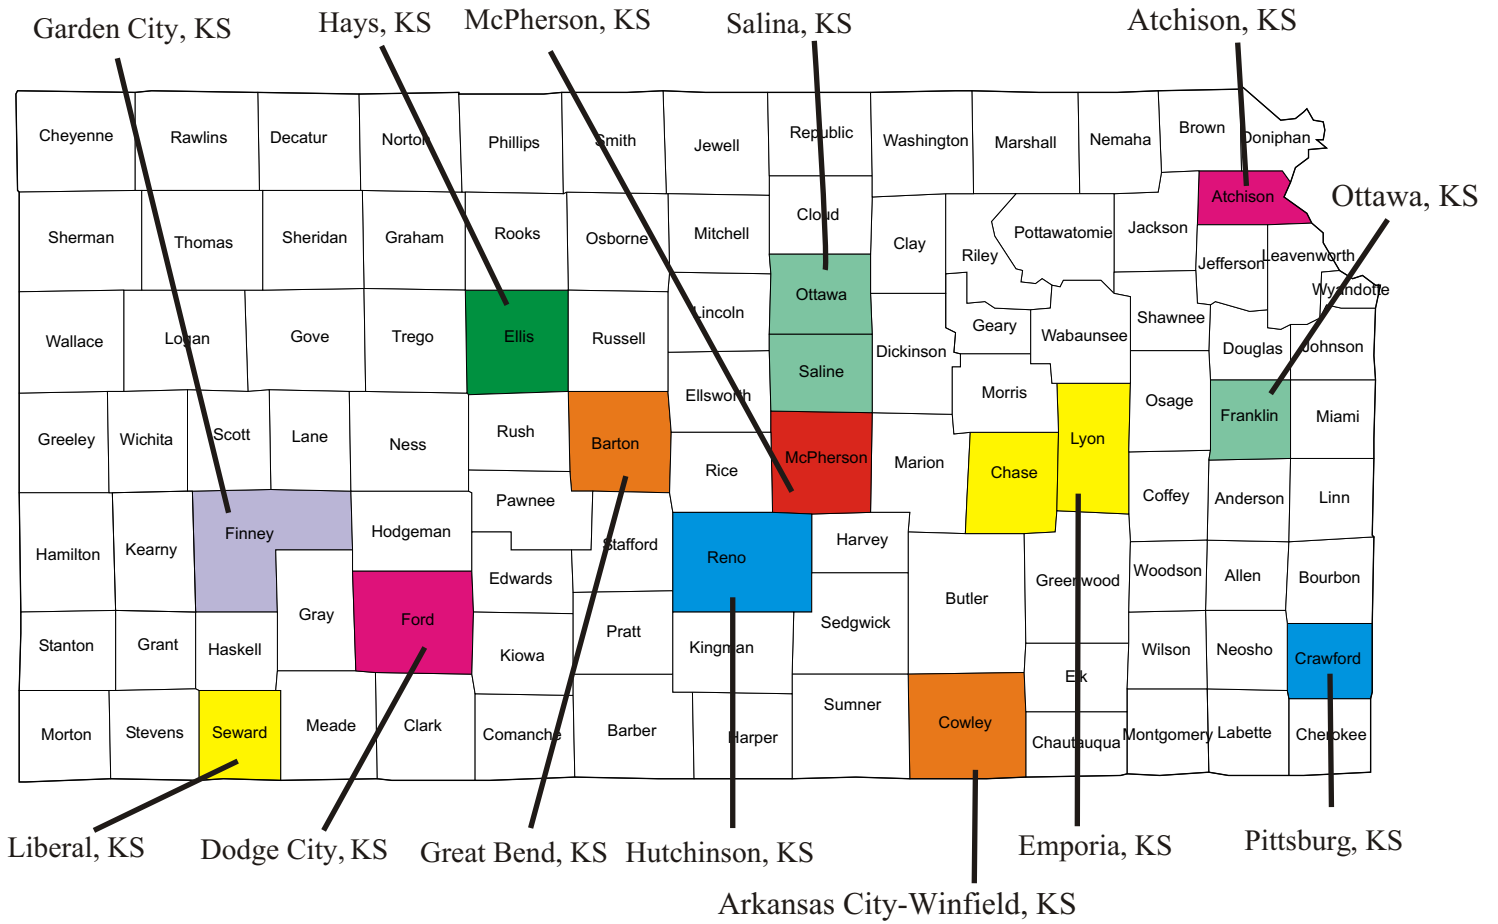 Garden City, KS
Hays, KS
McPherson, KS
Salina, KS
Atchison, KS
Ottawa, KS
Cheyenne
Rawlins
Decatur
Norton
Phillips
Smith
Jewell
Republic
Washington
Marshall
Nemaha
Brown
Doniphan
Atchison
Sherman
Thomas
Sheridan
Graham
Rooks
Osborne
Mitchell
Cloud
Clay
Riley
Pottawatomie
Jackson
Jefferson
Leavenworth
Wyandotte
Wallace
Logan
Gove
Trego
Ellis
Russell
Lincoln
Ottawa
Saline
Dickinson
Geary
Wabaunsee
Shawnee
Douglas
Johnson
Ellsworth
Morris
Osage
Franklin
Miami
Greeley
Wichita
Scott
Lane
Ness
Rush
Barton
Rice
McPherson
Marion
Chase
Lyon
Coffey
Anderson
Linn
Pawnee
Hamilton
Kearny
Finney
Hodgeman
Stafford
Reno
Harvey
Edwards
Gray
Ford
Sedgwick
Butler
Greenwood
Woodson
Allen
Bourbon
Stanton
Grant
Haskell
Kiowa
Pratt
Kingman
Elk
Wilson
Neosho
Crawford
Morton
Stevens
Seward
Meade
Clark
Comanche
Barber
Harper
Sumner
Cowley
Chautauqua
Montgomery
Labette
Cherokee
Liberal, KS
Dodge City, KS
Great Bend, KS
Hutchinson, KS
Emporia, KS
Pittsburg, KS
Arkansas City-Winfield, KS